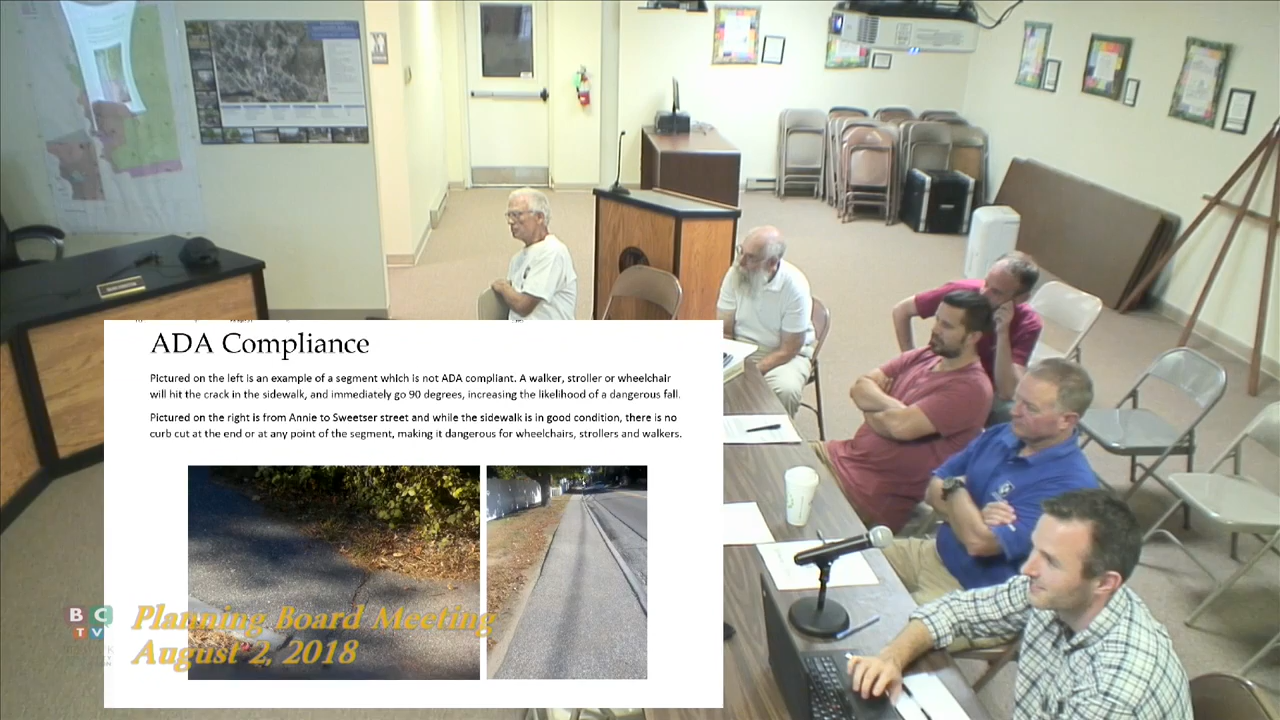 ADA Compliance
Pictured on the left is an example of a segment which is not ADA compliant. A walker, stroller or wheelchair
will hit the crack in the sidewalk, and immediately go 90 degrees, increasing the likelihood of a dangerous fall.
Pictured on the right is from Annie to Sweetser street and while the sidewalk is in good condition, there is no
curb cut at the end or at any point of the segment, making it dangerous for wheelchairs, strollers and walkers.
B C
TV
Planning Board Meeting
August 2, 2018